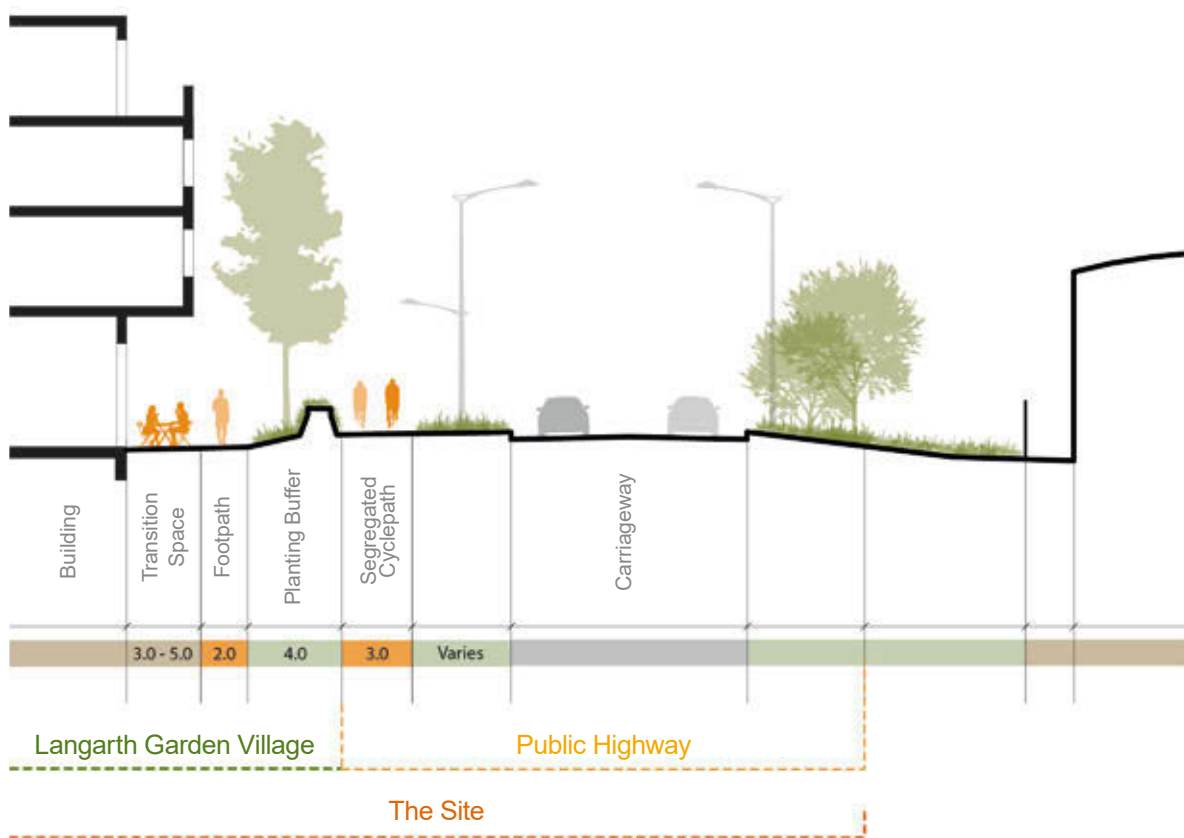 Building
Transition
Space
Footpath
Planting Buffer
Segregated
Cyclepath
Carriageway
3.0 - 5.0
2.0
4.0
3.0
Varies
Langarth Garden Village
Public Highway
The Site